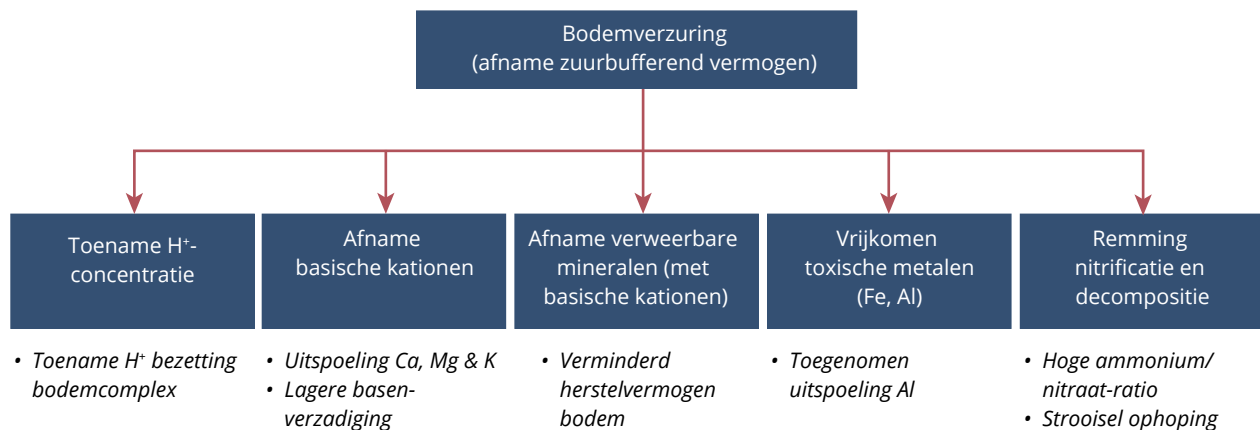 Bodemverzuring
(afname zuurbufferend vermogen)
Toename H⁺-
concentratie
• Toename H⁺ bezetting
bodemcomplex
Afname
basische kationen
• Uitspoeling Ca, Mg & K
• Lagere basen-
verzadiging
Afname verweerbare
mineralen (met
basische kationen)
• Verminderd
herstelvermogen
bodem
Vrijkomen
toxische metalen
(Fe, Al)
• Toegenomen
uitspoeling Al
Remming
nitrificatie en
decompositie
• Hoge ammonium/
nitraat-ratio
• Strooisel ophoping